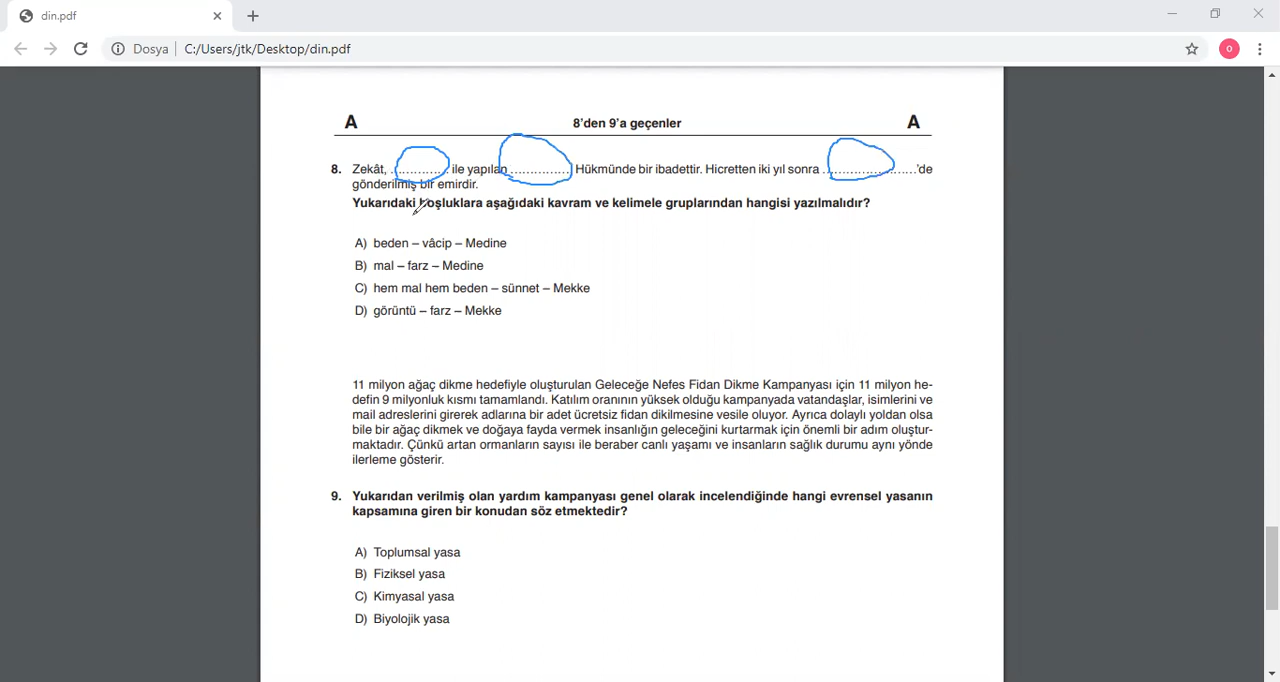 din.pdf
Dosya
C:/Users/jtk/Desktop/din.pdf
O
A
8’den 9’a geçenler
A
8. Zekât, ................ ile yapılan ................ Hükmünde bir ibadettir. Hicretten iki yıl sonra ..........................’de
gönderilmiş bir emirdir.
Yukarıdaki boşluklara aşağıdaki kavram ve kelimele gruplarından hangisi yazılmalıdır?
A) beden – vâcip – Medine
B) mal – farz – Medine
C) hem mal hem beden – sünnet – Mekke
D) görüntü – farz – Mekke
11 milyon ağaç dikme hedefiyle oluşturulan Geleceğe Nefes Fidan Dikme Kampanyası için 11 milyon he-
defin 9 milyonluk kısmı tamamlandı. Katılım oranının yüksek olduğu kampanyada vatandaşlar, isimlerini ve
mail adreslerini girerek adlarına bir adet ücretsiz fidan dikilmesine vesile oluyor. Ayrıca dolaylı yoldan olsa
bile bir ağaç dikmek ve doğaya fayda vermek insanlığın geleceğini kurtarmak için önemli bir adım oluştur-
maktadır. Çünkü artan ormanların sayısı ile beraber canlı yaşamı ve insanların sağlık durumu aynı yönde
ilerleme gösterir.
9. Yukarıdan verilmiş olan yardım kampanyası genel olarak incelendiğinde hangi evrensel yasanın
kapsamına giren bir konudan söz etmektedir?
A) Toplumsal yasa
B) Fiziksel yasa
C) Kimyasal yasa
D) Biyolojik yasa